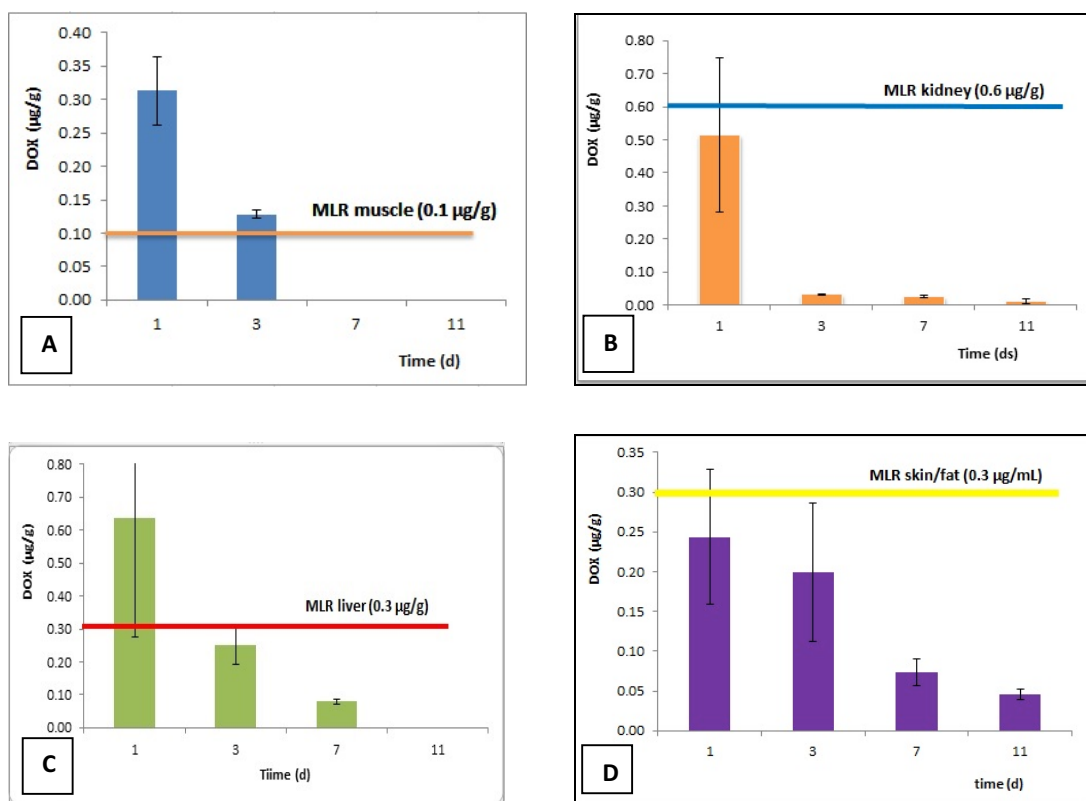 0.40
0.35
0.30
0.25
0.20
0.15
0.10
0.05
0.00
DOX (µg/g)
MLR muscle (0.1 µg/g)
1 3 7 11
Time (d)
A
0.80
0.70
0.60
0.50
0.40
0.30
0.20
0.10
0.00
DOX (µg/g)
MLR kidney (0.6 µg/g)
1 3 7 11
Time (ds)
B
0.80
0.70
0.60
0.50
0.40
0.30
0.20
0.10
0.00
DOX (µg/g)
MLR liver (0.3 µg/g)
1 3 7 11
Tiime (d)
C
0.35
0.30
0.25
0.20
0.15
0.10
0.05
0.00
DOX (µg/g)
MLR skin/fat (0.3 µg/mL)
1 3 7 11
time (d)
D